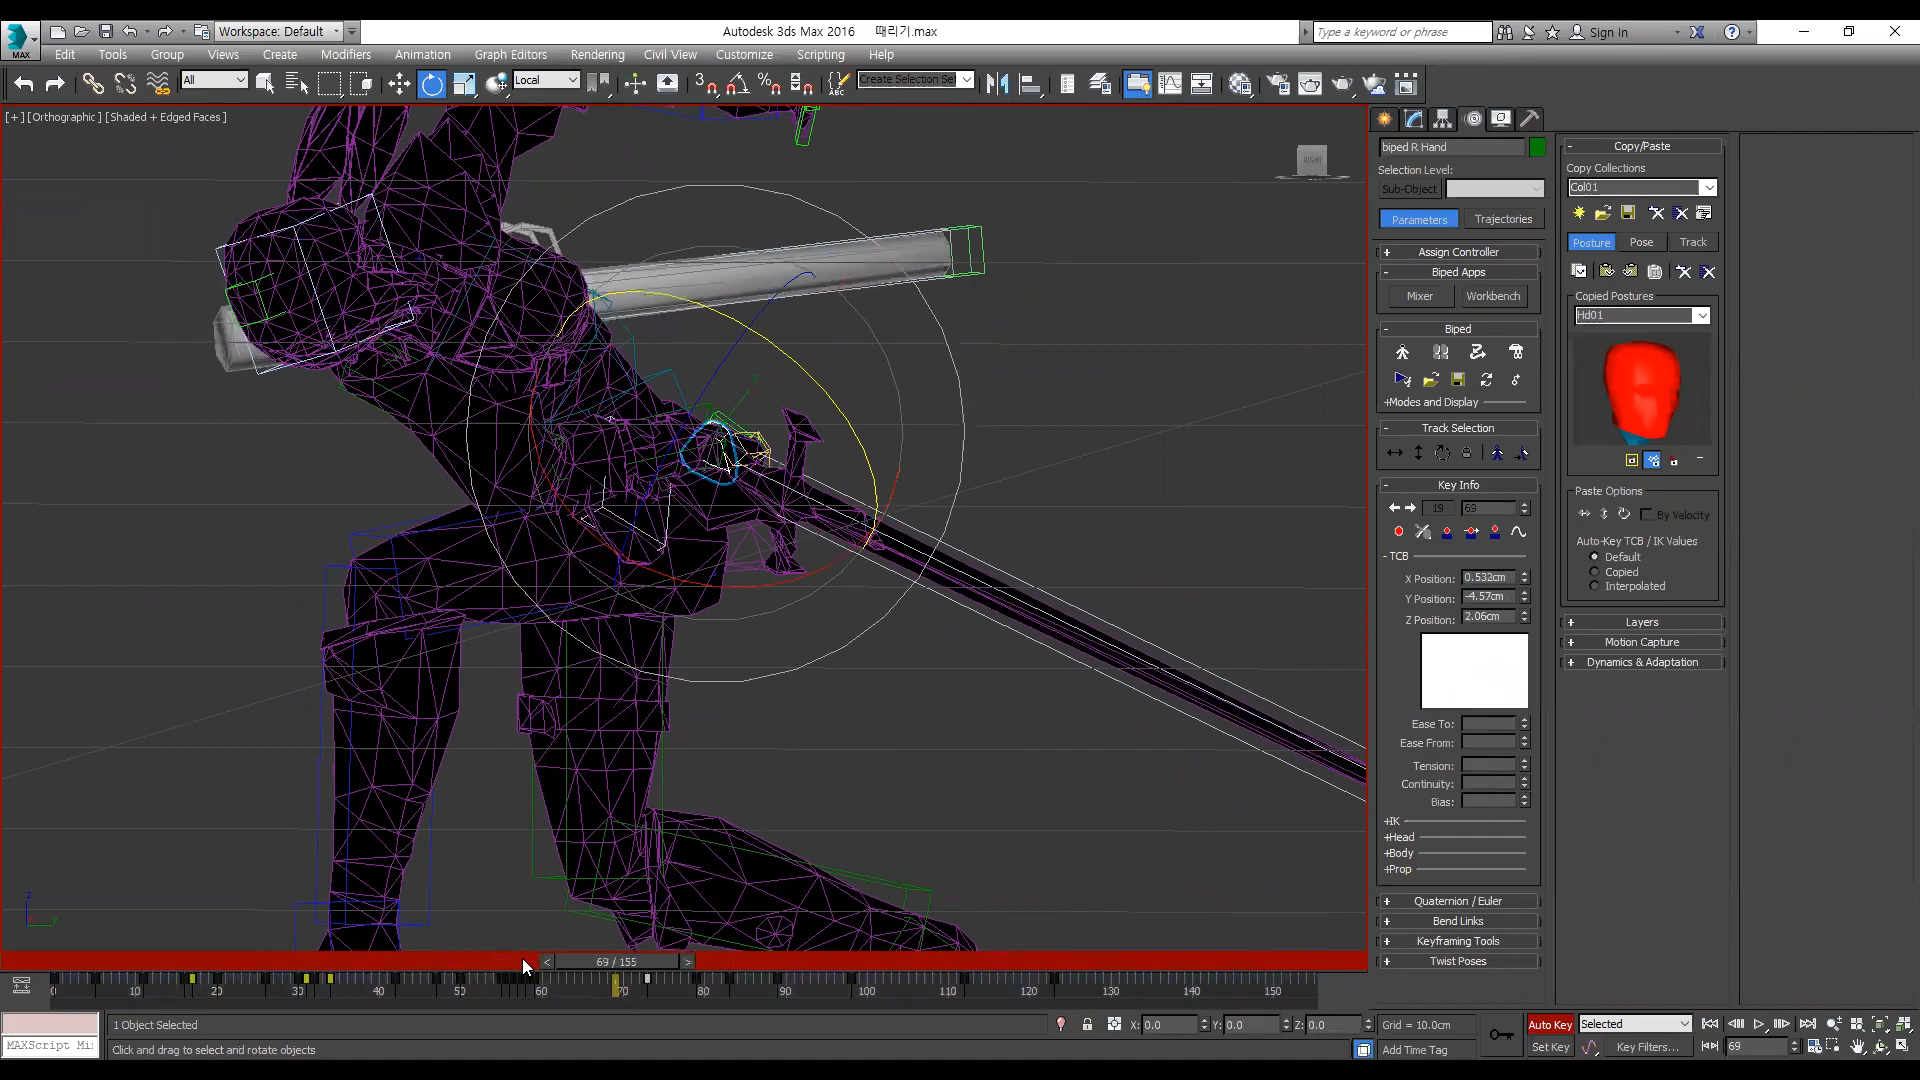 Workspace: Default
Autodesk 3ds Max 2016 때리기.max
Type a keyword or phrase
Sign In
MAX
Edit Tools Group Views Create Modifiers Animation Graph Editors Rendering Civil View Customize Scripting Help
All
Local
Create Selection Se
[+] [Orthographic ] [Shaded + Edged Faces ]
RIGHT
biped R Hand
Selection Level:
Sub-Object
Parameters Trajectories
+ Assign Controller
- Biped Apps
Mixer Workbench
- Biped
+Modes and Display
- Track Selection
- Key Info
19 69
- TCB
X Position: 0.532cm
Y Position: -4.57cm
Z Position: 2.06cm
Ease To:
Ease From:
Tension:
Continuity:
Bias:
+IK
+Head
+Body
+Prop
+ Quaternion / Euler
+ Bend Links
+ Keyframing Tools
+ Twist Poses
- Copy/Paste
Copy Collections
Col01
Posture Pose Track
Copied Postures
Hd01
Paste Options
By Velocity
Auto-Key TCB / IK Values
Default
Copied
Interpolated
+ Layers
+ Motion Capture
+ Dynamics & Adaptation
< 69 / 155 >
0 10 20 30 40 50 60 70 80 90 100 110 120 130 140 150
1 Object Selected
X: 0.0 Y: 0.0 Z: 0.0
Grid = 10.0cm
Auto Key Selected
MAXScript Mi
Click and drag to select and rotate objects
Add Time Tag
Set Key Key Filters...
69